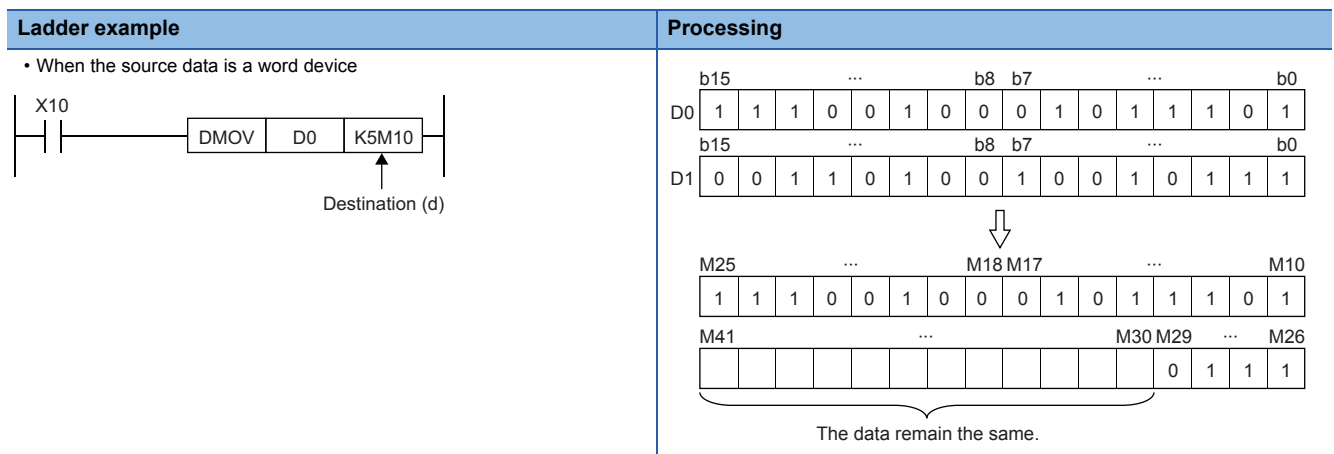 Ladder example
• When the source data is a word device
X10
DMOV D0 K5M10
Destination (d)
Processing
b15 ... b8 b7 ... b0
D0 1 1 1 0 0 1 0 0 0 1 0 1 1 1 0 1
b15 ... b8 b7 ... b0
D1 0 0 1 1 0 1 0 0 1 0 0 1 0 1 1 1
M25 ... M18 M17 ... M10
1 1 1 0 0 1 0 0 0 1 0 1 1 1 0 1
M41 ... M30 M29 ... M26
0 1 1 1
The data remain the same.